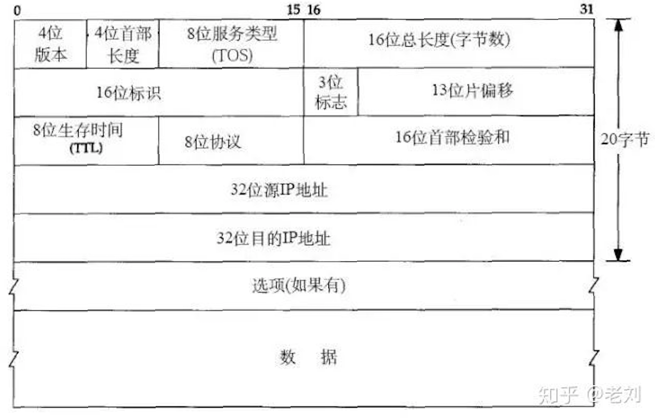 0 15 16 31
4位 4位首部 8位服务类型 16位总长度(字节数)
版本 长度 (TOS)
16位标识 3位 13位片偏移
标志
8位生存时间 8位协议 16位首部检验和
(TTL)
20字节
32位源IP地址
32位目的IP地址
选项(如果有)
数 据
知乎 @老刘